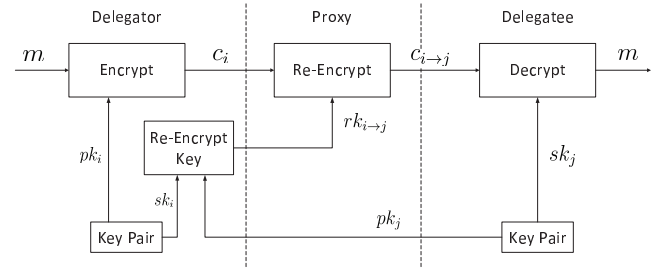 Delegator Proxy Delegatee
m Encrypt c_i Re-Encrypt c_{i→j} Decrypt m
pk_i
Re-Encrypt
Key
rk_{i→j}
sk_j
sk_i
pk_j
Key Pair
Key Pair